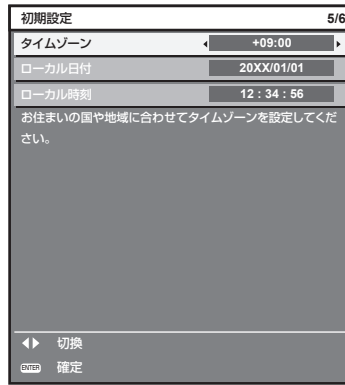 初期設定 5/6
タイムゾーン +09:00
ローカル日付 20XX/01/01
ローカル時刻 12 : 34 : 56
お住まいの国や地域に合わせてタイムゾーンを設定してくだ
さい。
切換
ENTER 確定